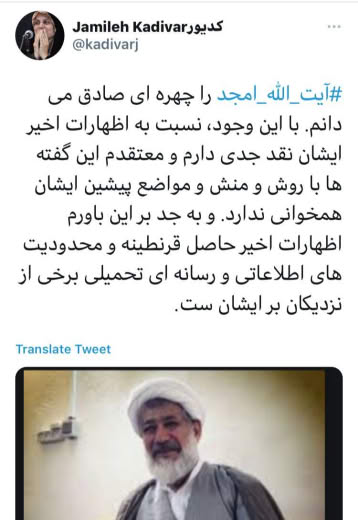 Jamileh Kadivarکدیور
@kadivarj
#آیت_الله_امجد را چهره ای صادق می
دانم. با این وجود، نسبت به اظهارات اخیر
ایشان نقد جدی دارم و معتقدم این گفته
ها با روش و منش و مواضع پیشین ایشان
همخوانی ندارد. و به جد بر این باورم
اظهارات اخیر حاصل قرنطینه و محدودیت
های اطلاعاتی و رسانه ای تحمیلی برخی از
نزدیکان بر ایشان ست.
Translate Tweet